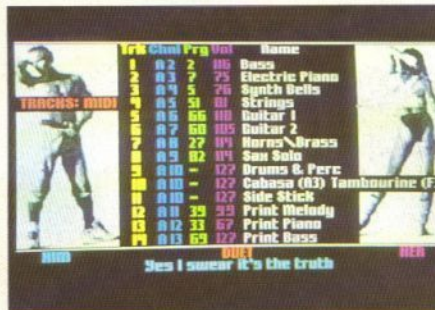 Trk Chnl Prg Vol Name
1 A2 2 116 Bass
2 A3 ? 75 Electric Piano
3 A4 5 76 Synth Bells
TRACKS: MIDI
4 A5 51 81 Strings
5 A6 66 110 Guitar 1
6 A7 60 105 Guitar 2
7 A8 27 114 Horns\Brass
8 A9 82 114 Sax Solo
9 A10 - 127 Drums & Perc
10 A10 - 127 Cabasa (A3) Tambourine (F
11 A10 - 127 Side Stick
12 A11 39 99 Print Melody
13 A12 33 67 Print Piano
14 A13 69 127 Print Bass
HIM DUET HER
Yes I swear it's the truth